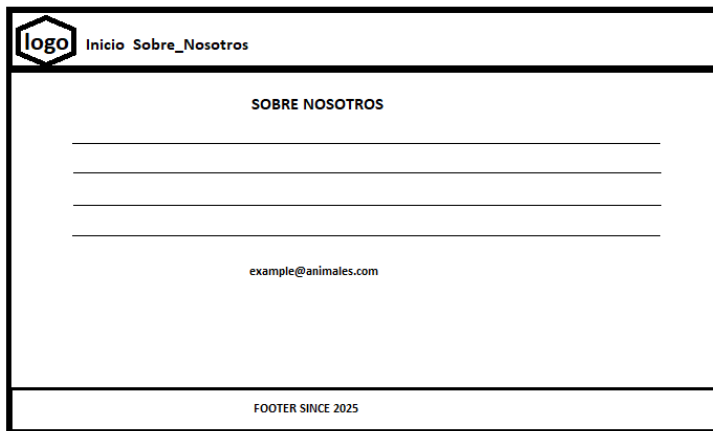 logo Inicio Sobre_Nosotros
SOBRE NOSOTROS
example@animales.com
FOOTER SINCE 2025